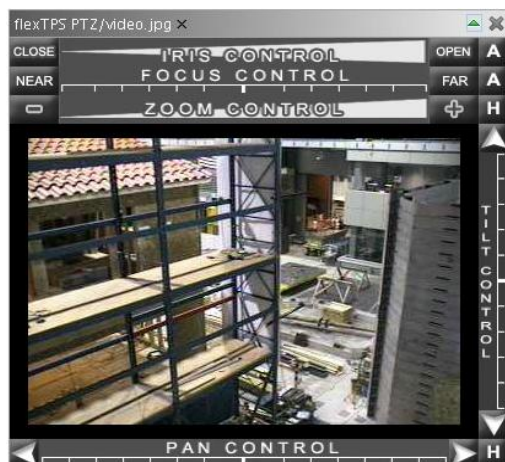 flexTPS PTZ/video.jpg ×
CLOSE IRIS CONTROL OPEN A
NEAR FOCUS CONTROL FAR A
ZOOM CONTROL H
TILT CONTROL
PAN CONTROL H